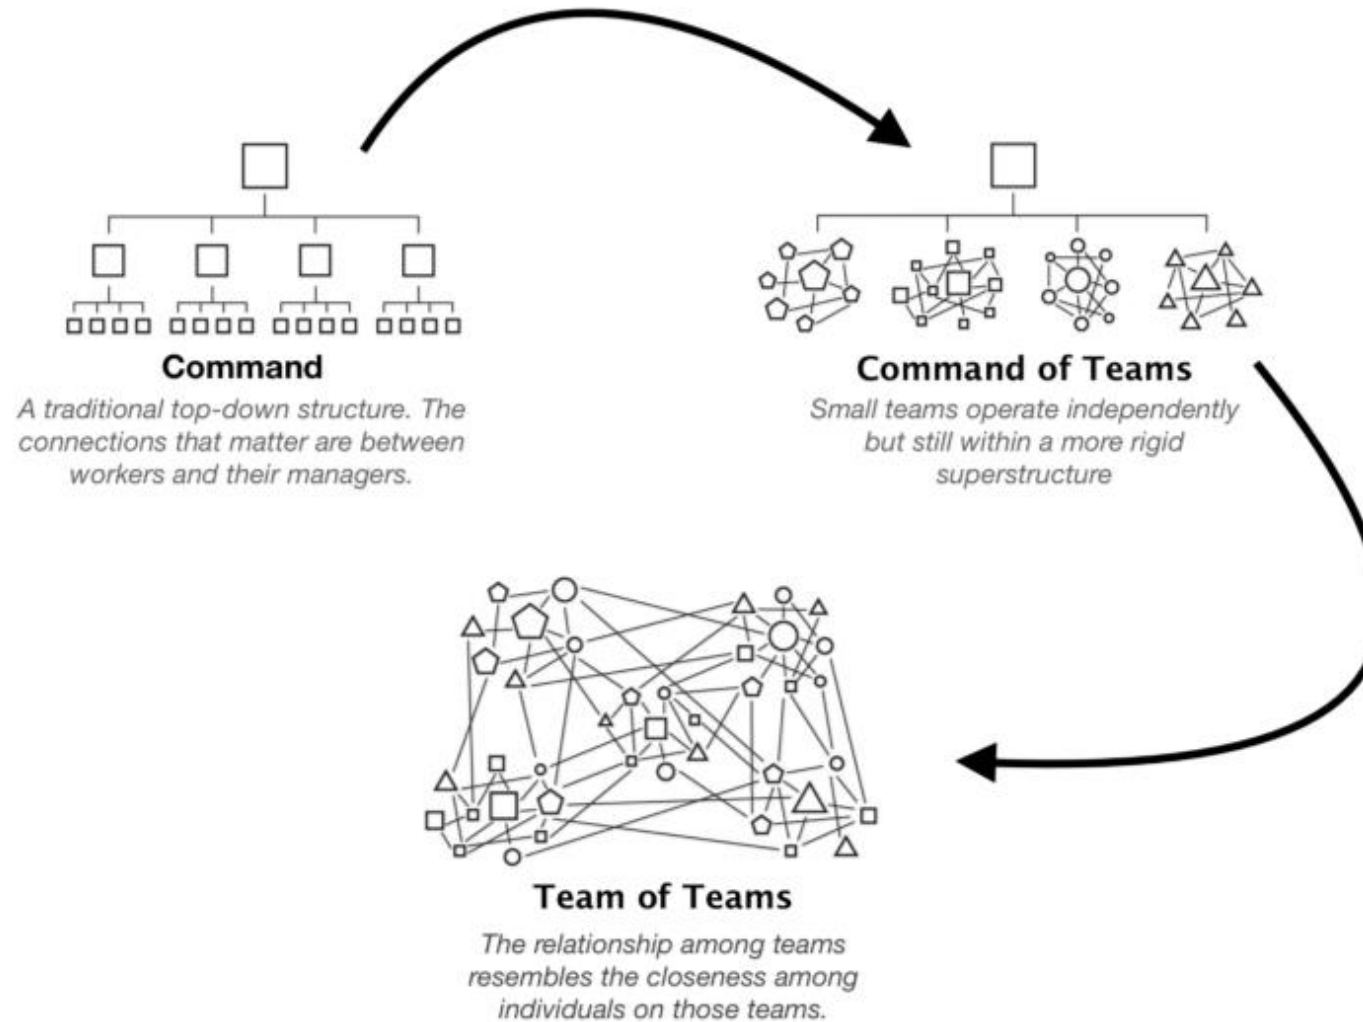 Command
A traditional top-down structure. The
connections that matter are between
workers and their managers.
Command of Teams
Small teams operate independently
but still within a more rigid
superstructure
Team of Teams
The relationship among teams
resembles the closeness among
individuals on those teams.